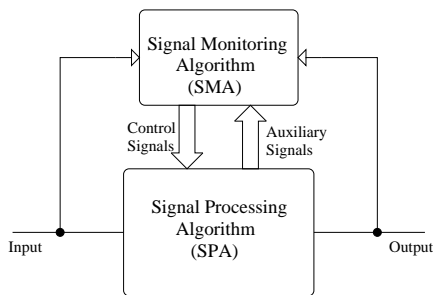 Signal Monitoring
Algorithm
(SMA)
Control
Signals
Auxiliary
Signals
Signal Processing
Algorithm
(SPA)
Input
Output